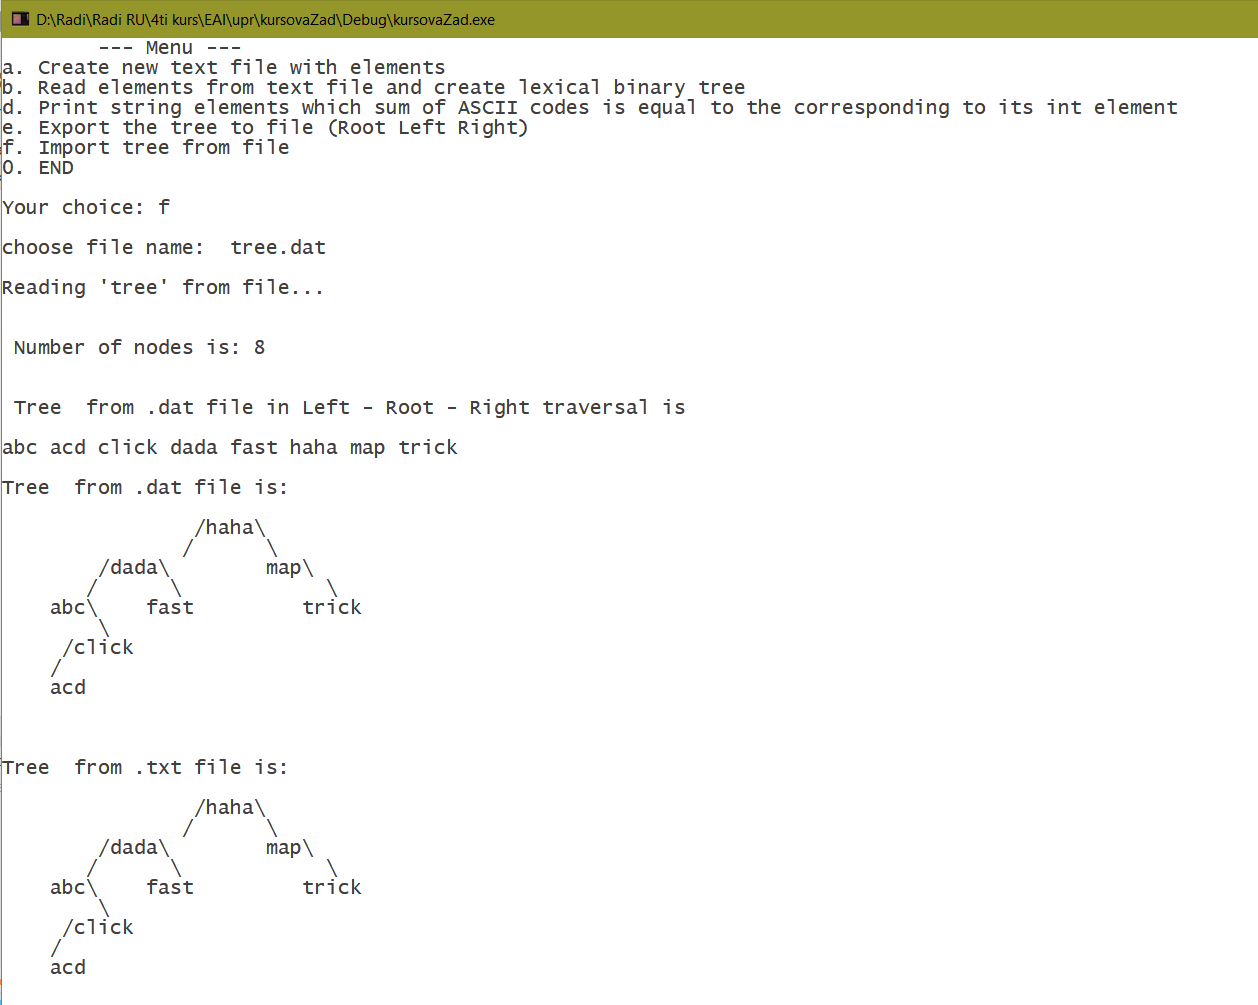 D:\Radi\Radi RU\4ti kurs\EAI\upr\kursovaZad\Debug\kursovaZad.exe
        --- Menu ---
a. Create new text file with elements
b. Read elements from text file and create lexical binary tree
d. Print string elements which sum of ASCII codes is equal to the corresponding to its int element
e. Export the tree to file (Root Left Right)
f. Import tree from file
0. END

Your choice: f

choose file name:  tree.dat

Reading 'tree' from file...

 Number of nodes is: 8

 Tree  from .dat file in Left - Root - Right traversal is

abc acd click dada fast haha map trick

Tree  from .dat file is:

                /haha\
               /      \
        /dada\        map\
       /      \            \
    abc\    fast         trick
        \
     /click
    /
    acd

Tree  from .txt file is:

                /haha\
               /      \
        /dada\        map\
       /      \            \
    abc\    fast         trick
        \
     /click
    /
    acd